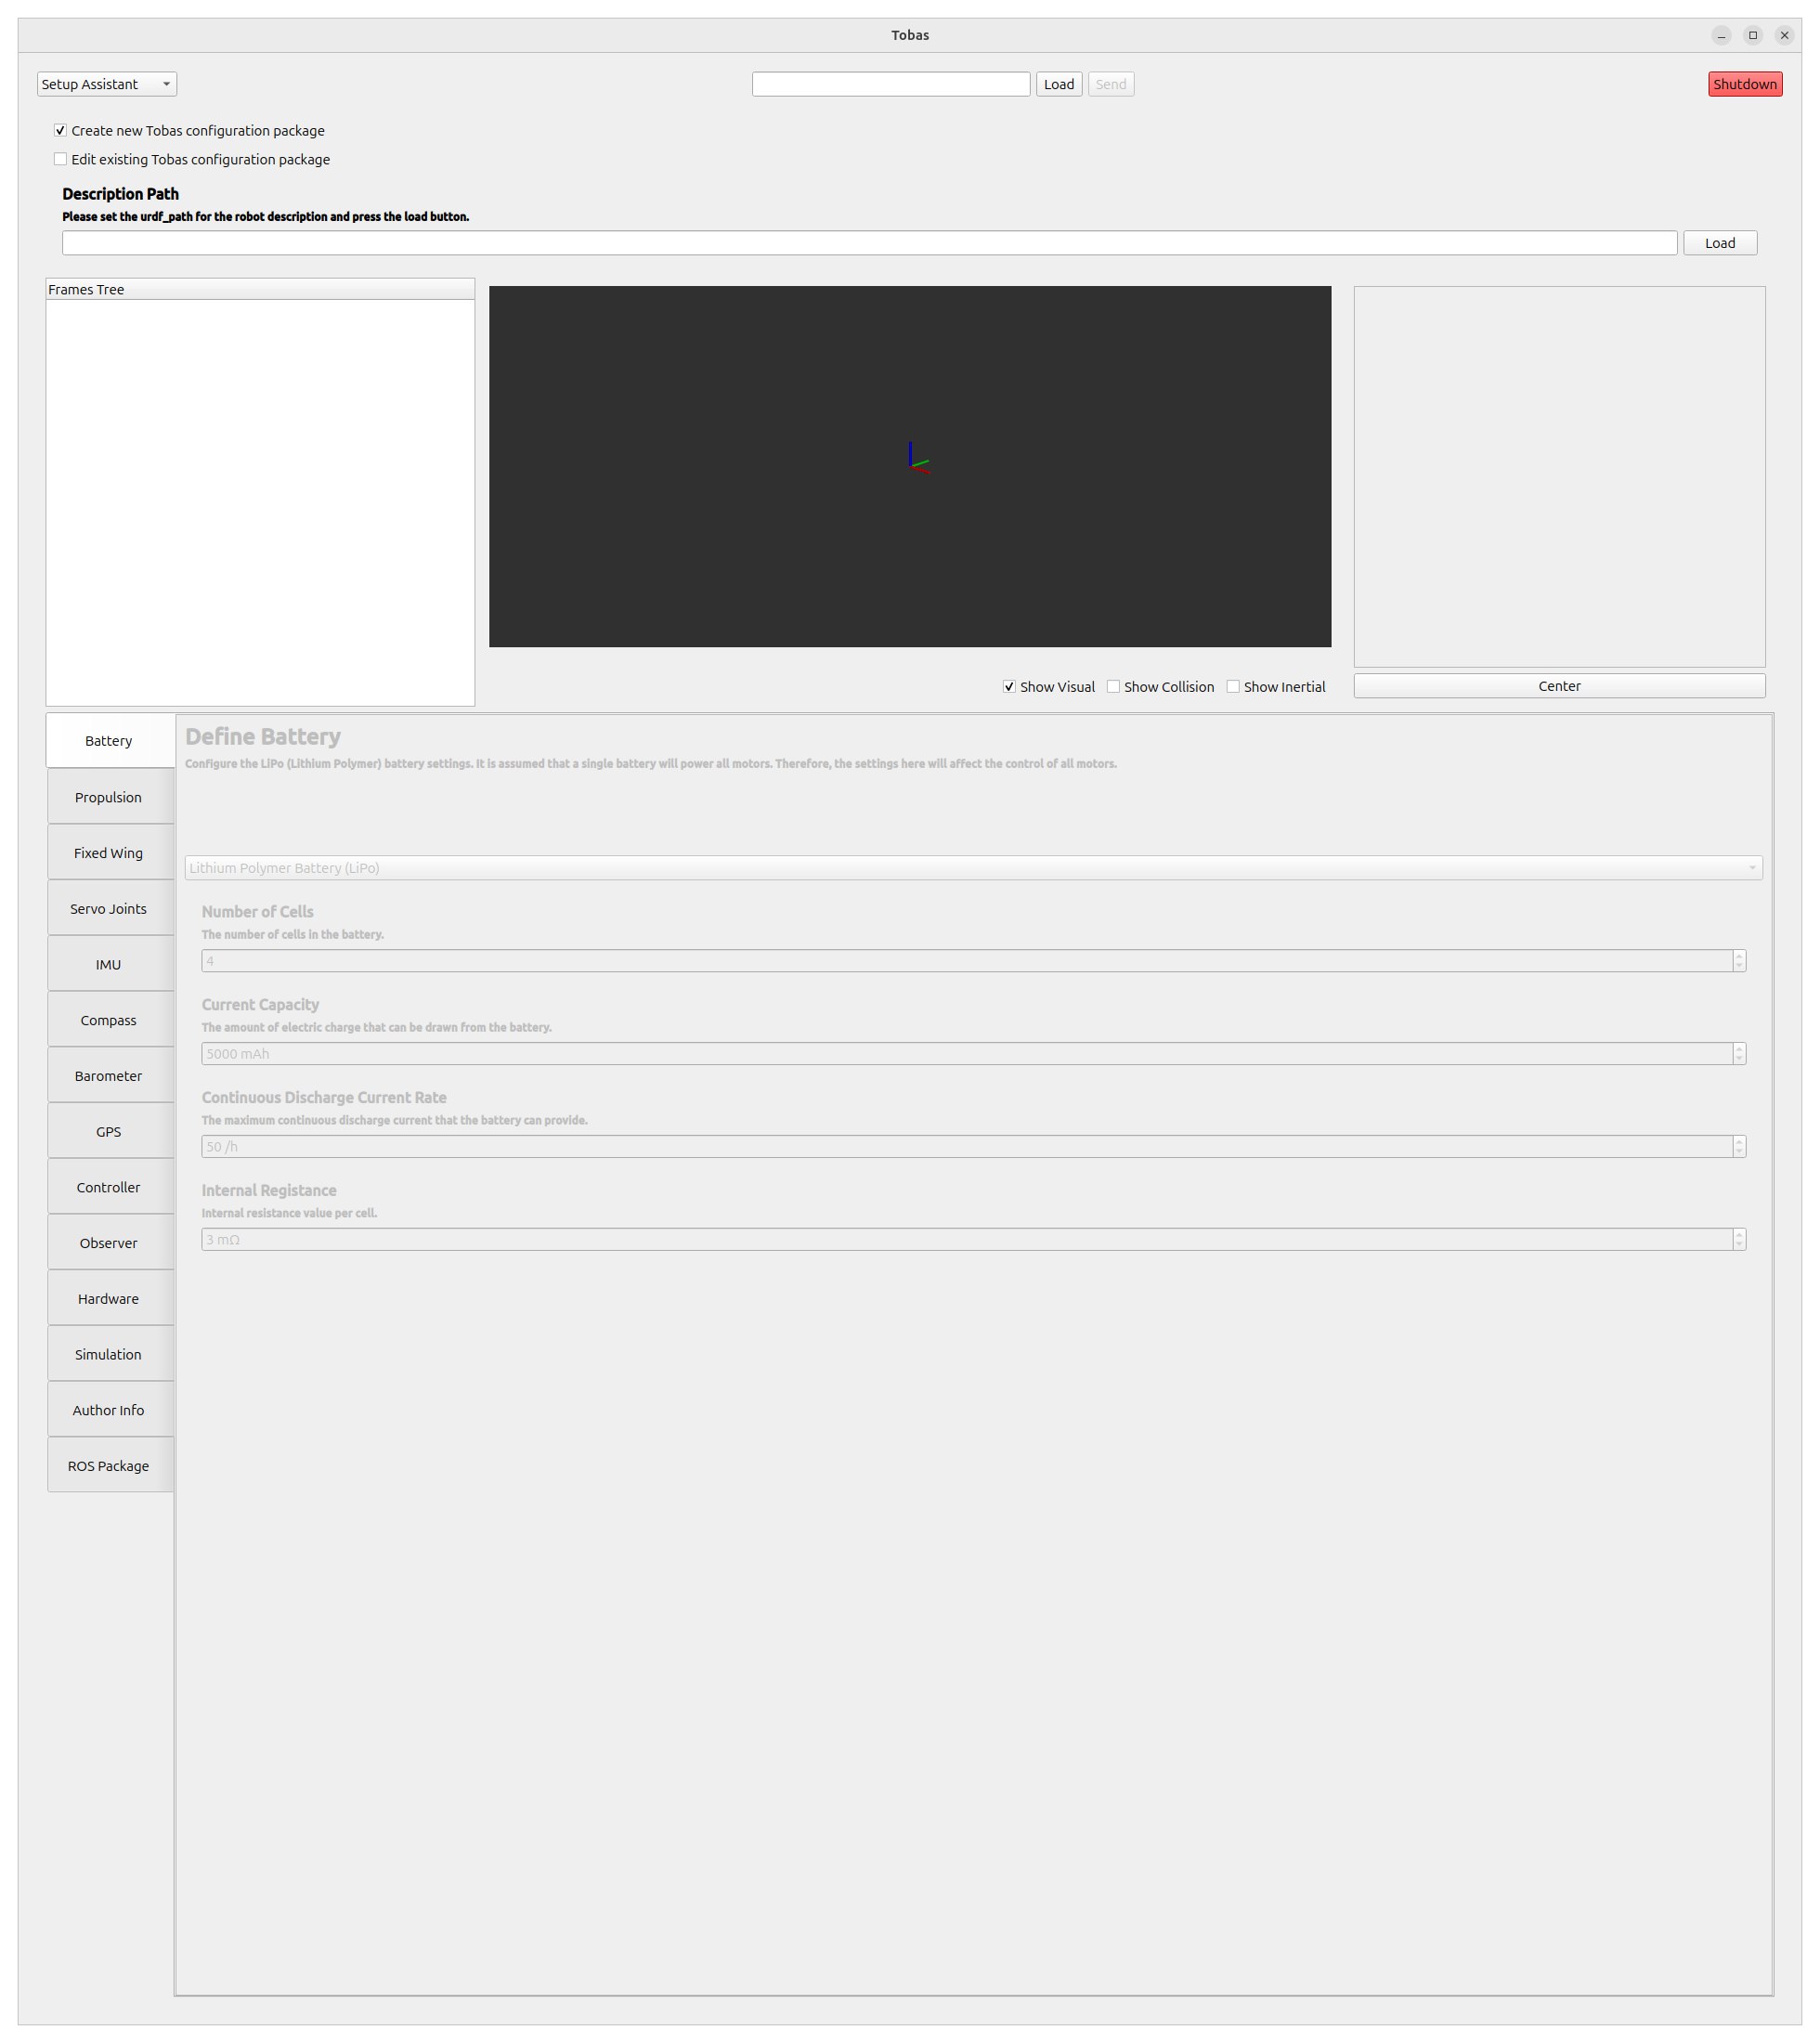 Tobas
Setup Assistant
Load
Send
Shutdown
Create new Tobas configuration package
Edit existing Tobas configuration package
Description Path
Please set the urdf_path for the robot description and press the load button.
Load
Frames Tree
Show Visual
Show Collision
Show Inertial
Center
Battery
Propulsion
Fixed Wing
Servo Joints
IMU
Compass
Barometer
GPS
Controller
Observer
Hardware
Simulation
Author Info
ROS Package
Define Battery
Configure the LiPo (Lithium Polymer) battery settings. It is assumed that a single battery will power all motors. Therefore, the settings here will affect the control of all motors.
Lithium Polymer Battery (LiPo)
Number of Cells
The number of cells in the battery.
4
Current Capacity
The amount of electric charge that can be drawn from the battery.
5000 mAh
Continuous Discharge Current Rate
The maximum continuous discharge current that the battery can provide.
50 /h
Internal Registance
Internal resistance value per cell.
3 mΩ